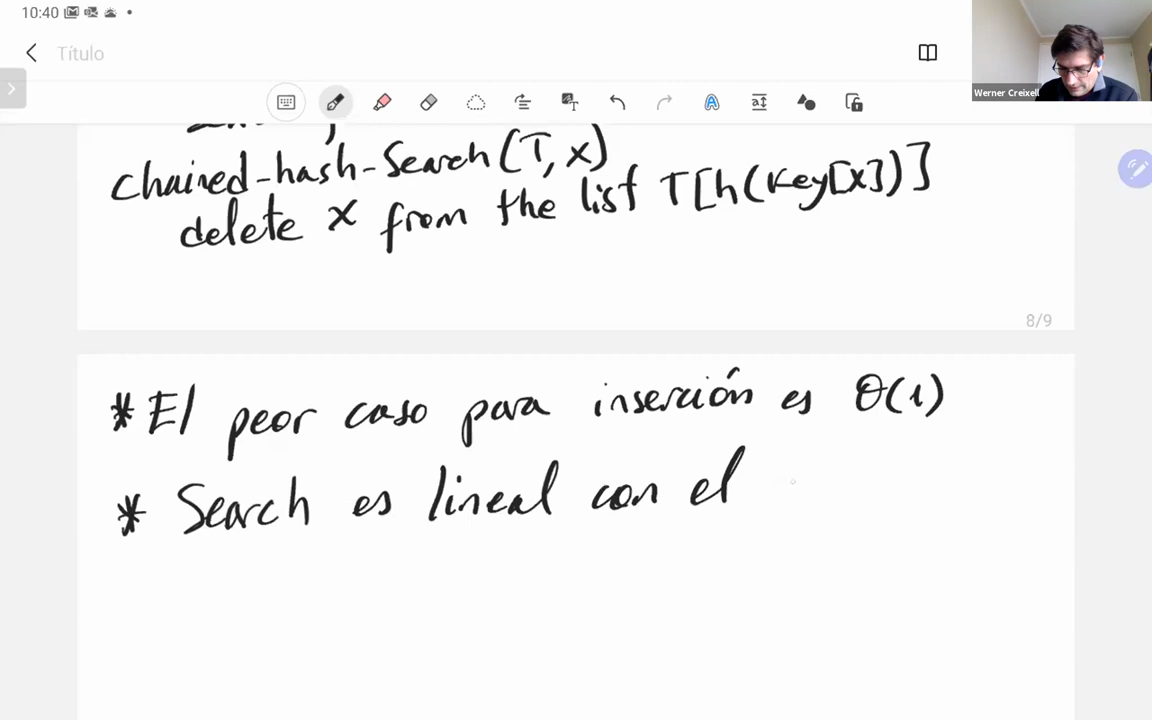 10:40
Título
Werner Creixell
chained-hash-Search(T, x)
delete x from the list T[h(key[x])]
8/9
* El peor caso para inserción es Θ(1)
* Search es lineal con el